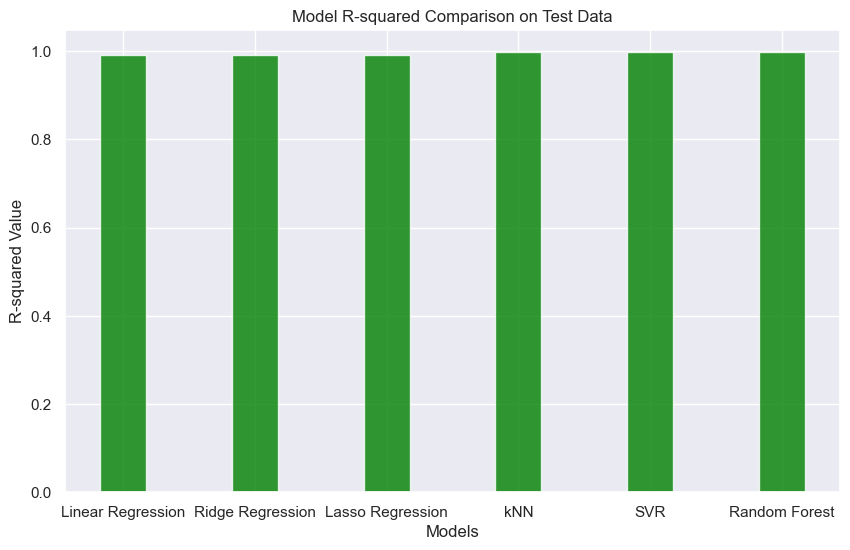 Model R-squared Comparison on Test Data
1.0
0.8
0.6
0.4
0.2
0.0
R-squared Value
Linear Regression Ridge Regression Lasso Regression kNN SVR Random Forest
Models